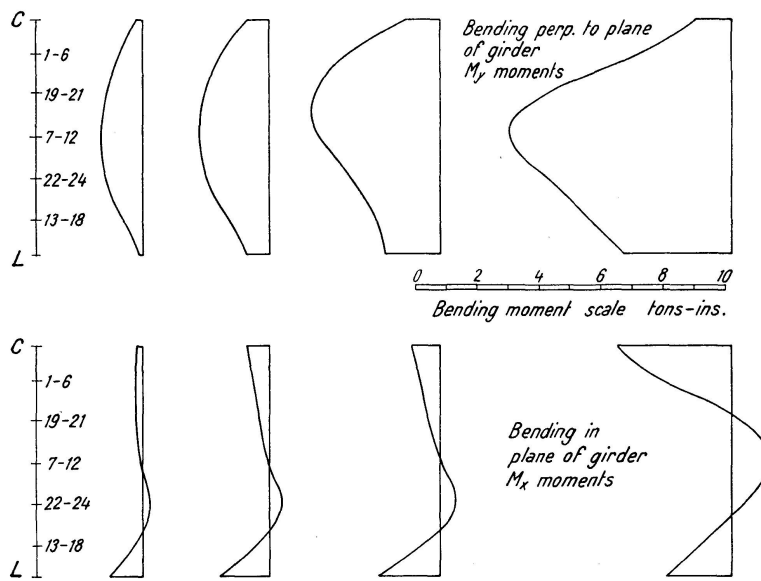 C
1-6
19-21
7-12
22-24
13-18
L
Bending perp. to plane
of girder
My moments
0 2 4 6 8 10
Bending moment scale tons-ins.
C
1-6
19-21
7-12
22-24
13-18
L
Bending in
plane of girder
Mx moments